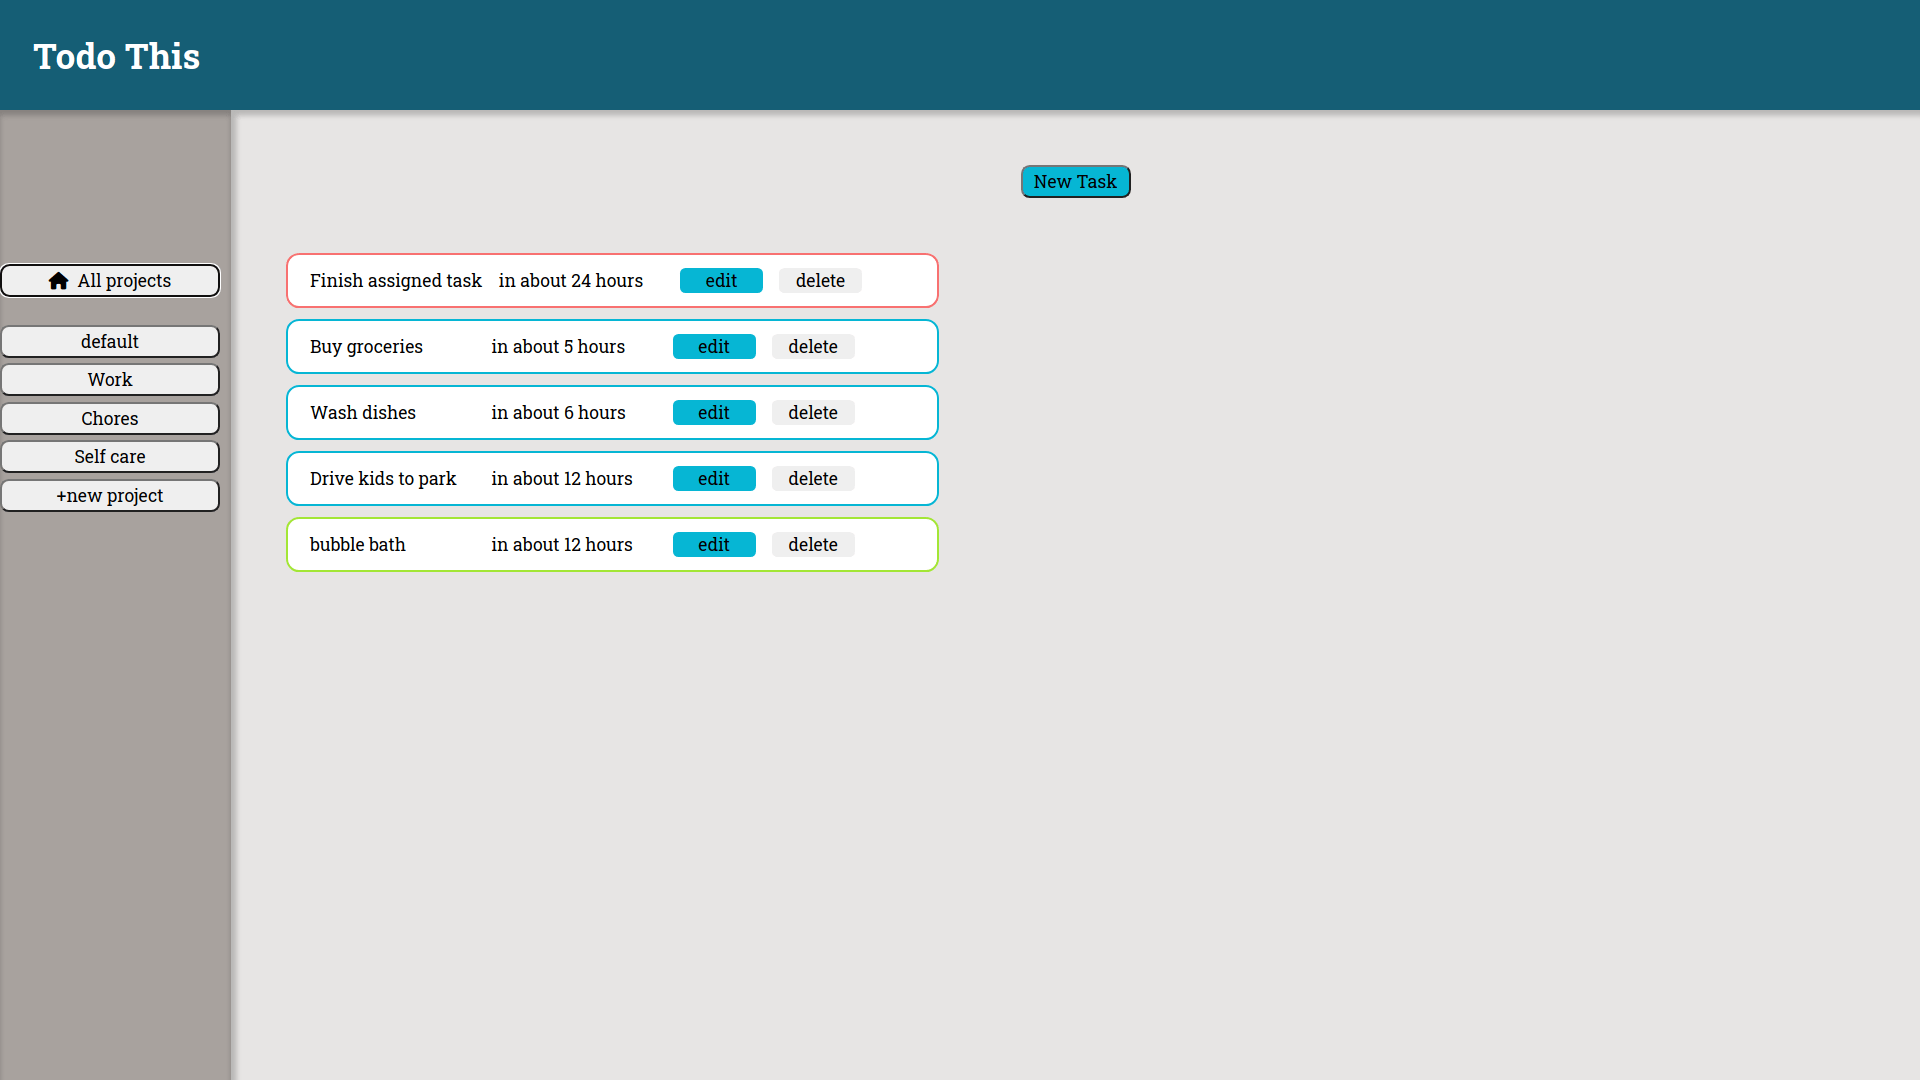 Todo This
New Task
All projects
default
Work
Chores
Self care
+new project
Finish assigned task in about 24 hours edit delete
Buy groceries in about 5 hours edit delete
Wash dishes in about 6 hours edit delete
Drive kids to park in about 12 hours edit delete
bubble bath in about 12 hours edit delete